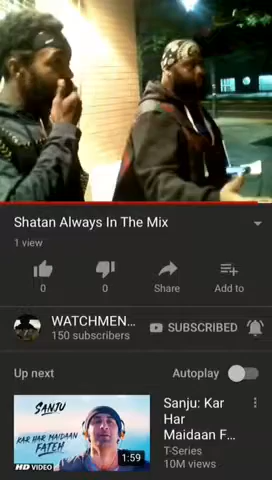 Shatan Always In The Mix
1 view
0
0
Share
Add to
WATCHMEN...
SUBSCRIBED
150 subscribers
Up next
Autoplay
SANJU
KAR HAR
MAIDAAN
FATEH
HD VIDEO
1:59
Sanju: Kar
Har
Maidaan F...
T-Series
10M views